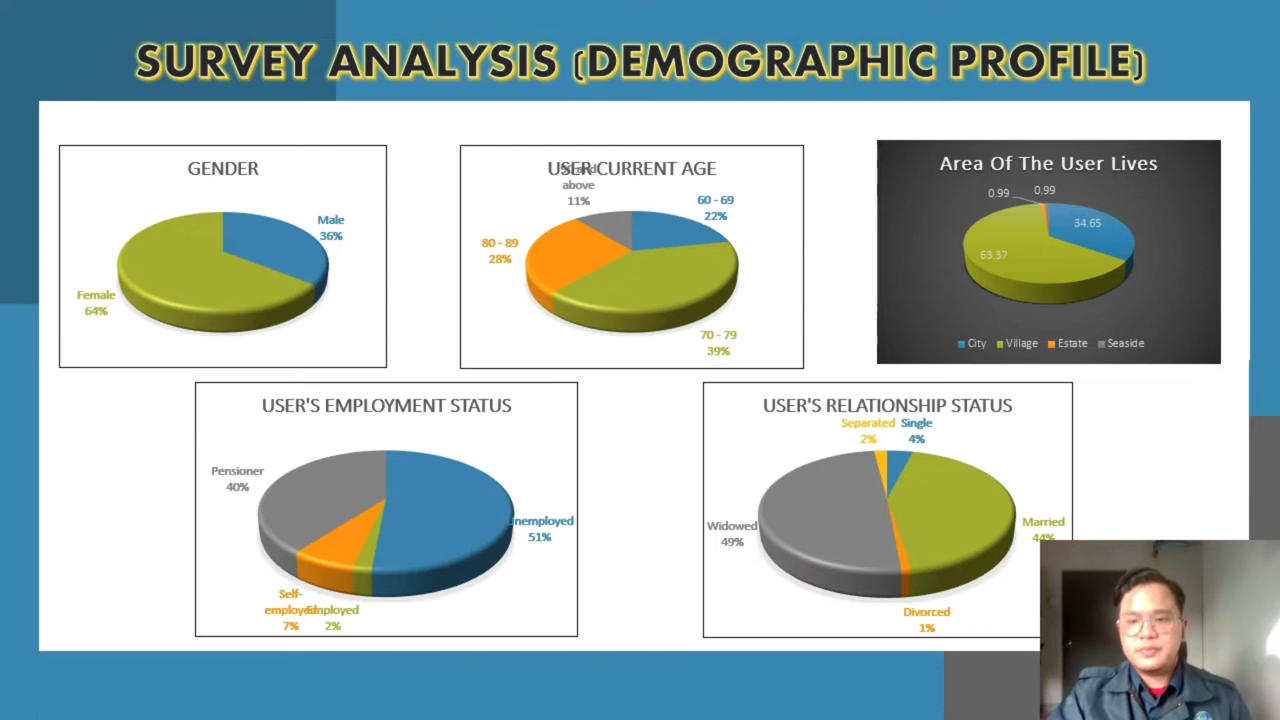 SURVEY ANALYSIS (DEMOGRAPHIC PROFILE)
GENDER
Male
36%
Female
64%
USER CURRENT AGE
above
11%
60 - 69
22%
80 - 89
28%
70 - 79
39%
Area Of The User Lives
0.99
0.99
34.65
63.37
City
Village
Estate
Seaside
USER'S EMPLOYMENT STATUS
Pensioner
40%
Unemployed
51%
Self-
employed
7%
Employed
2%
USER'S RELATIONSHIP STATUS
Separated
2%
Single
4%
Widowed
49%
Married
44%
Divorced
1%